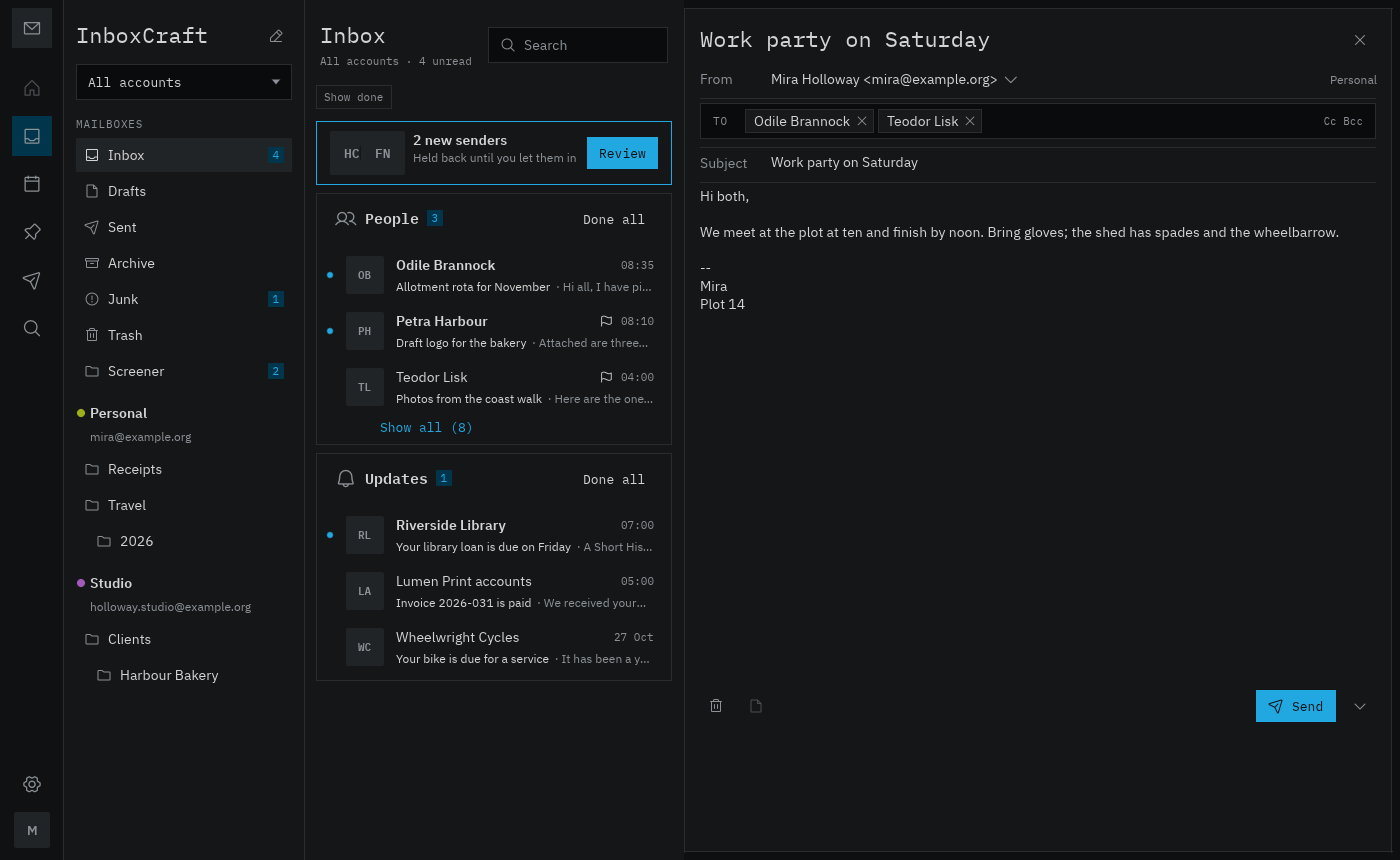 InboxCraft
All accounts
MAILBOXES
Inbox 4
Drafts
Sent
Archive
Junk 1
Trash
Screener 2
Personal
mira@example.org
Receipts
Travel
2026
Studio
holloway.studio@example.org
Clients
Harbour Bakery
M
Inbox
All accounts · 4 unread
Search
Show done
HC FN
2 new senders
Held back until you let them in
Review
People 3
Done all
OB
Odile Brannock 08:35
Allotment rota for November · Hi all, I have pi…
PH
Petra Harbour 08:10
Draft logo for the bakery · Attached are three…
TL
Teodor Lisk 04:00
Photos from the coast walk · Here are the one…
Show all (8)
Updates 1
Done all
RL
Riverside Library 07:00
Your library loan is due on Friday · A Short His…
LA
Lumen Print accounts 05:00
Invoice 2026-031 is paid · We received your…
WC
Wheelwright Cycles 27 Oct
Your bike is due for a service · It has been a y…
Work party on Saturday
From Mira Holloway <mira@example.org> Personal
TO Odile Brannock Teodor Lisk Cc Bcc
Subject Work party on Saturday
Hi both,
We meet at the plot at ten and finish by noon. Bring gloves; the shed has spades and the wheelbarrow.
--
Mira
Plot 14
Send